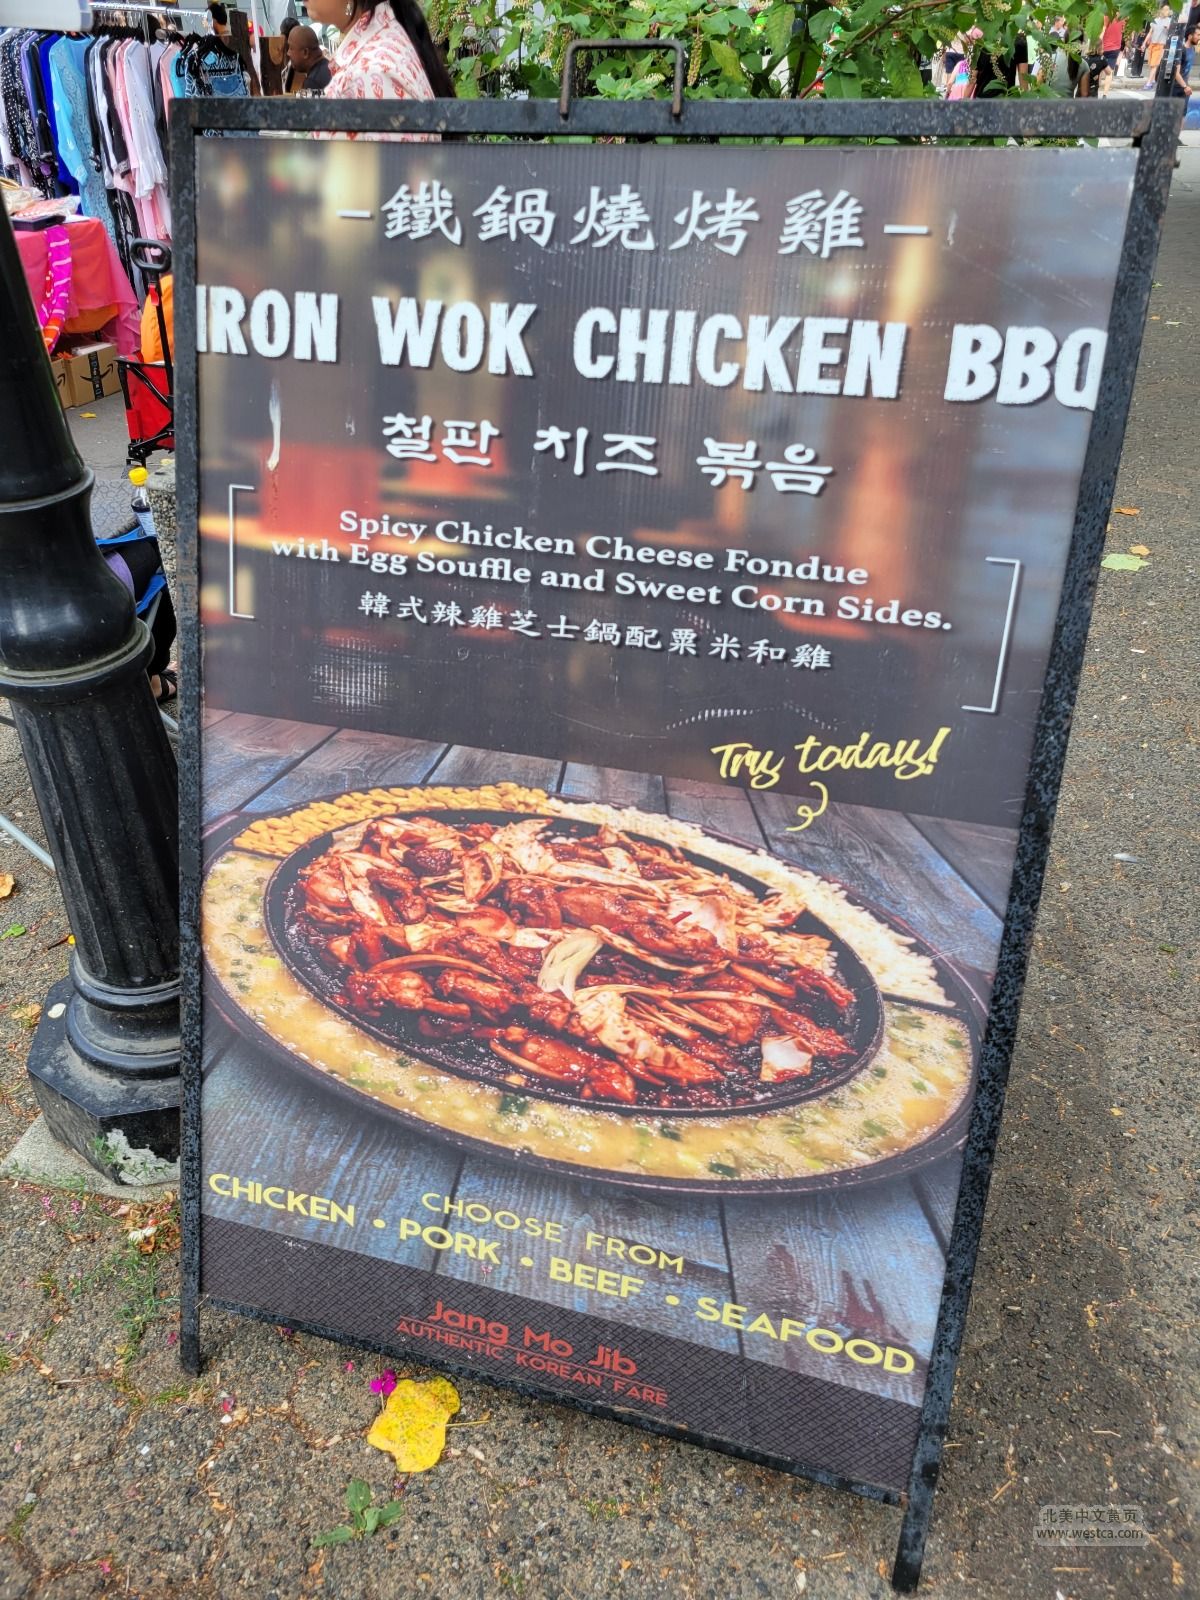 -鐵鍋燒烤雞-
IRON WOK CHICKEN BBQ
철판 치즈 볶음
Spicy Chicken Cheese Fondue
with Egg Souffle and Sweet Corn Sides.
韓式辣雞芝士鍋配粟米和雞
Try today!
CHOOSE FROM
CHICKEN • PORK • BEEF • SEAFOOD
Jang Mo Jib
AUTHENTIC KOREAN FARE
北美中文黄页
www.westca.com